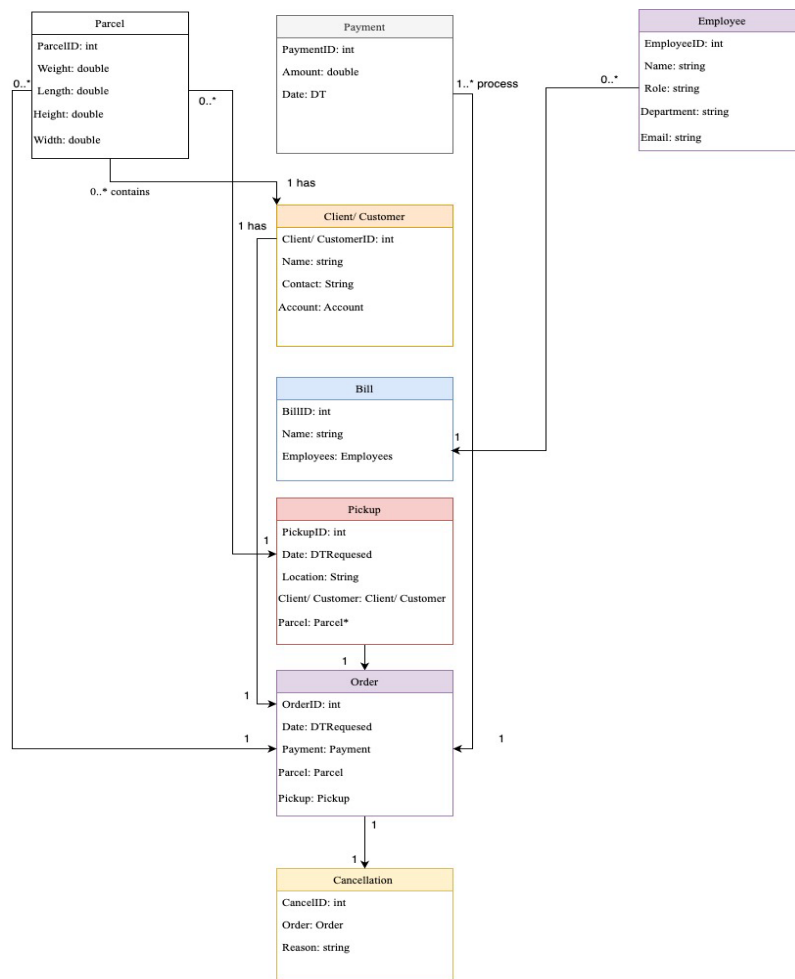 Parcel
ParcelID: int
Weight: double
Length: double
Height: double
Width: double
Payment
PaymentID: int
Amount: double
Date: DT
Employee
EmployeeID: int
Name: string
Role: string
Department: string
Email: string
0..*
0..*
1..* process
0..*
0..* contains
1 has
1 has
Client/ Customer
Client/ CustomerID: int
Name: string
Contact: String
Account: Account
Bill
BillID: int
Name: string
Employees: Employees
1
Pickup
PickupID: int
Date: DTRequesed
Location: String
Client/ Customer: Client/ Customer
Parcel: Parcel*
1
1
Order
OrderID: int
Date: DTRequesed
Payment: Payment
Parcel: Parcel
Pickup: Pickup
1
1
1
1
1
Cancellation
CancelID: int
Order: Order
Reason: string